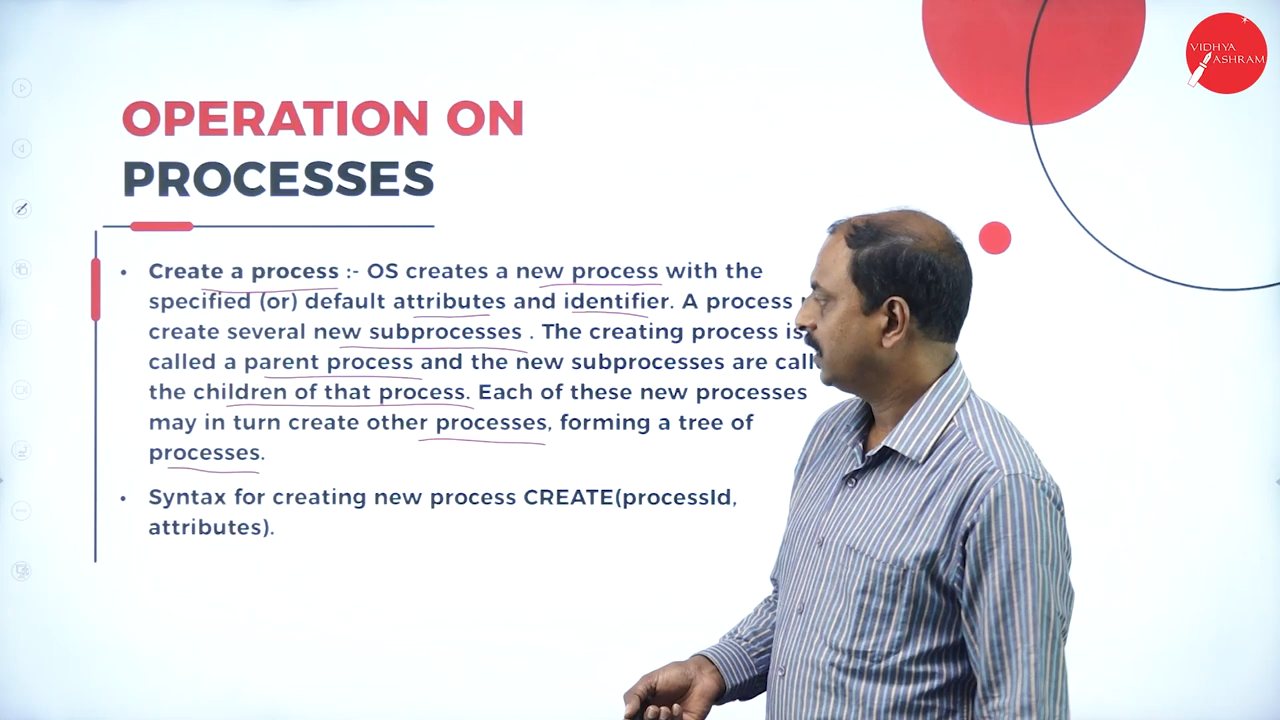 VIDHYA
ASHRAM
OPERATION ON
PROCESSES
• Create a process :- OS creates a new process with the
specified (or) default attributes and identifier. A process
create several new subprocesses . The creating process is
called a parent process and the new subprocesses are call
the children of that process. Each of these new processes
may in turn create other processes, forming a tree of
processes.
• Syntax for creating new process CREATE(processId,
attributes).